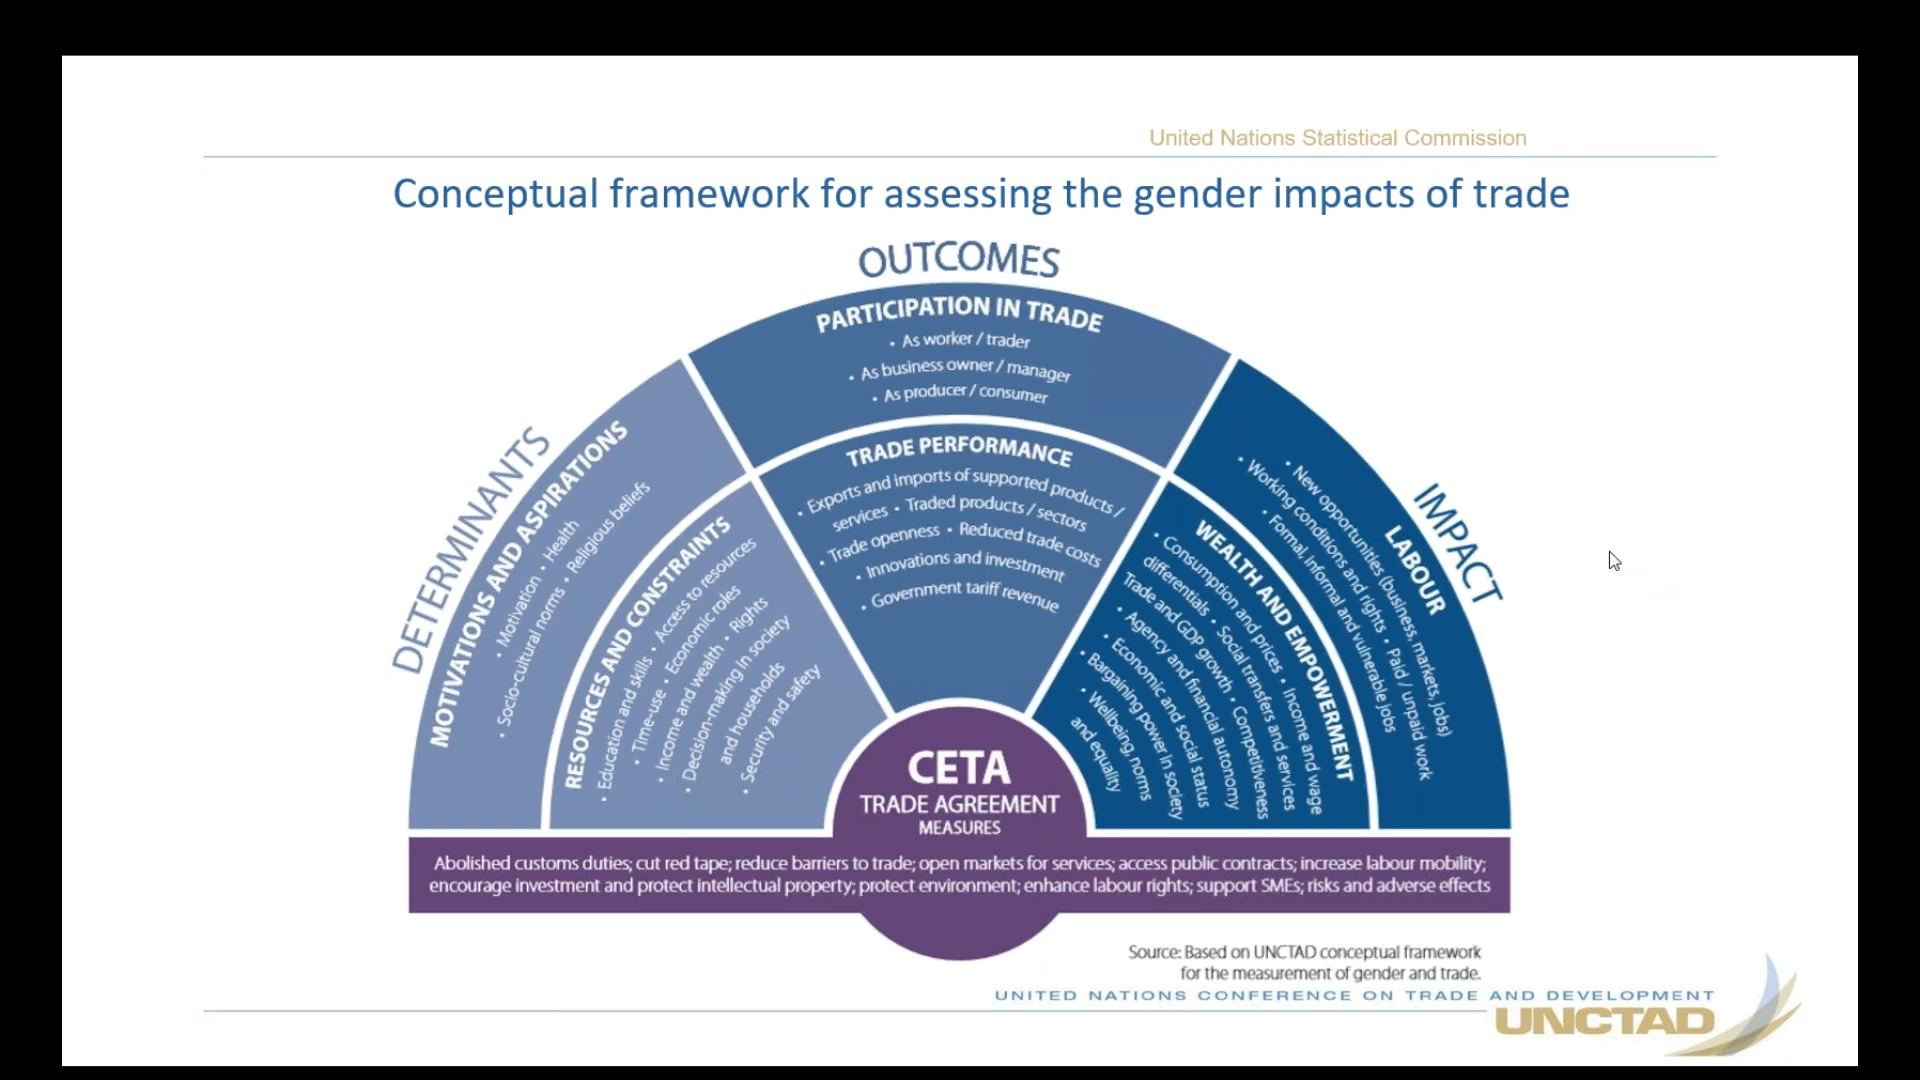 United Nations Statistical Commission
Conceptual framework for assessing the gender impacts of trade
OUTCOMES
PARTICIPATION IN TRADE
• As worker / trader
• As business owner / manager
• As producer / consumer
TRADE PERFORMANCE
• Exports and imports of supported products /
services • Traded products / sectors
• Trade openness • Reduced trade costs
• Innovations and investment
• Government tariff revenue
DETERMINANTS
MOTIVATIONS AND ASPIRATIONS
• Motivation • Health
• Socio-cultural norms • Religious beliefs
RESOURCES AND CONSTRAINTS
• Education and skills • Access to resources
• Time-use • Economic roles
• Income and wealth • Rights
• Decision-making in society
and households
• Security and safety
IMPACT
LABOUR
• New opportunities (business, markets, jobs)
• Working conditions and rights • Paid / unpaid work
• Formal, informal and vulnerable jobs
WEALTH AND EMPOWERMENT
• Consumption and prices • Income and wage
differentials • Social transfers and services
Trade and GDP growth • Competitiveness
• Agency and financial autonomy
• Economic and social status
• Bargaining power in society
• Wellbeing, norms
and equality
CETA
TRADE AGREEMENT
MEASURES
Abolished customs duties; cut red tape; reduce barriers to trade; open markets for services; access public contracts; increase labour mobility;
encourage investment and protect intellectual property; protect environment; enhance labour rights; support SMEs; risks and adverse effects
Source: Based on UNCTAD conceptual framework
for the measurement of gender and trade.
UNITED NATIONS CONFERENCE ON TRADE AND DEVELOPMENT
UNCTAD